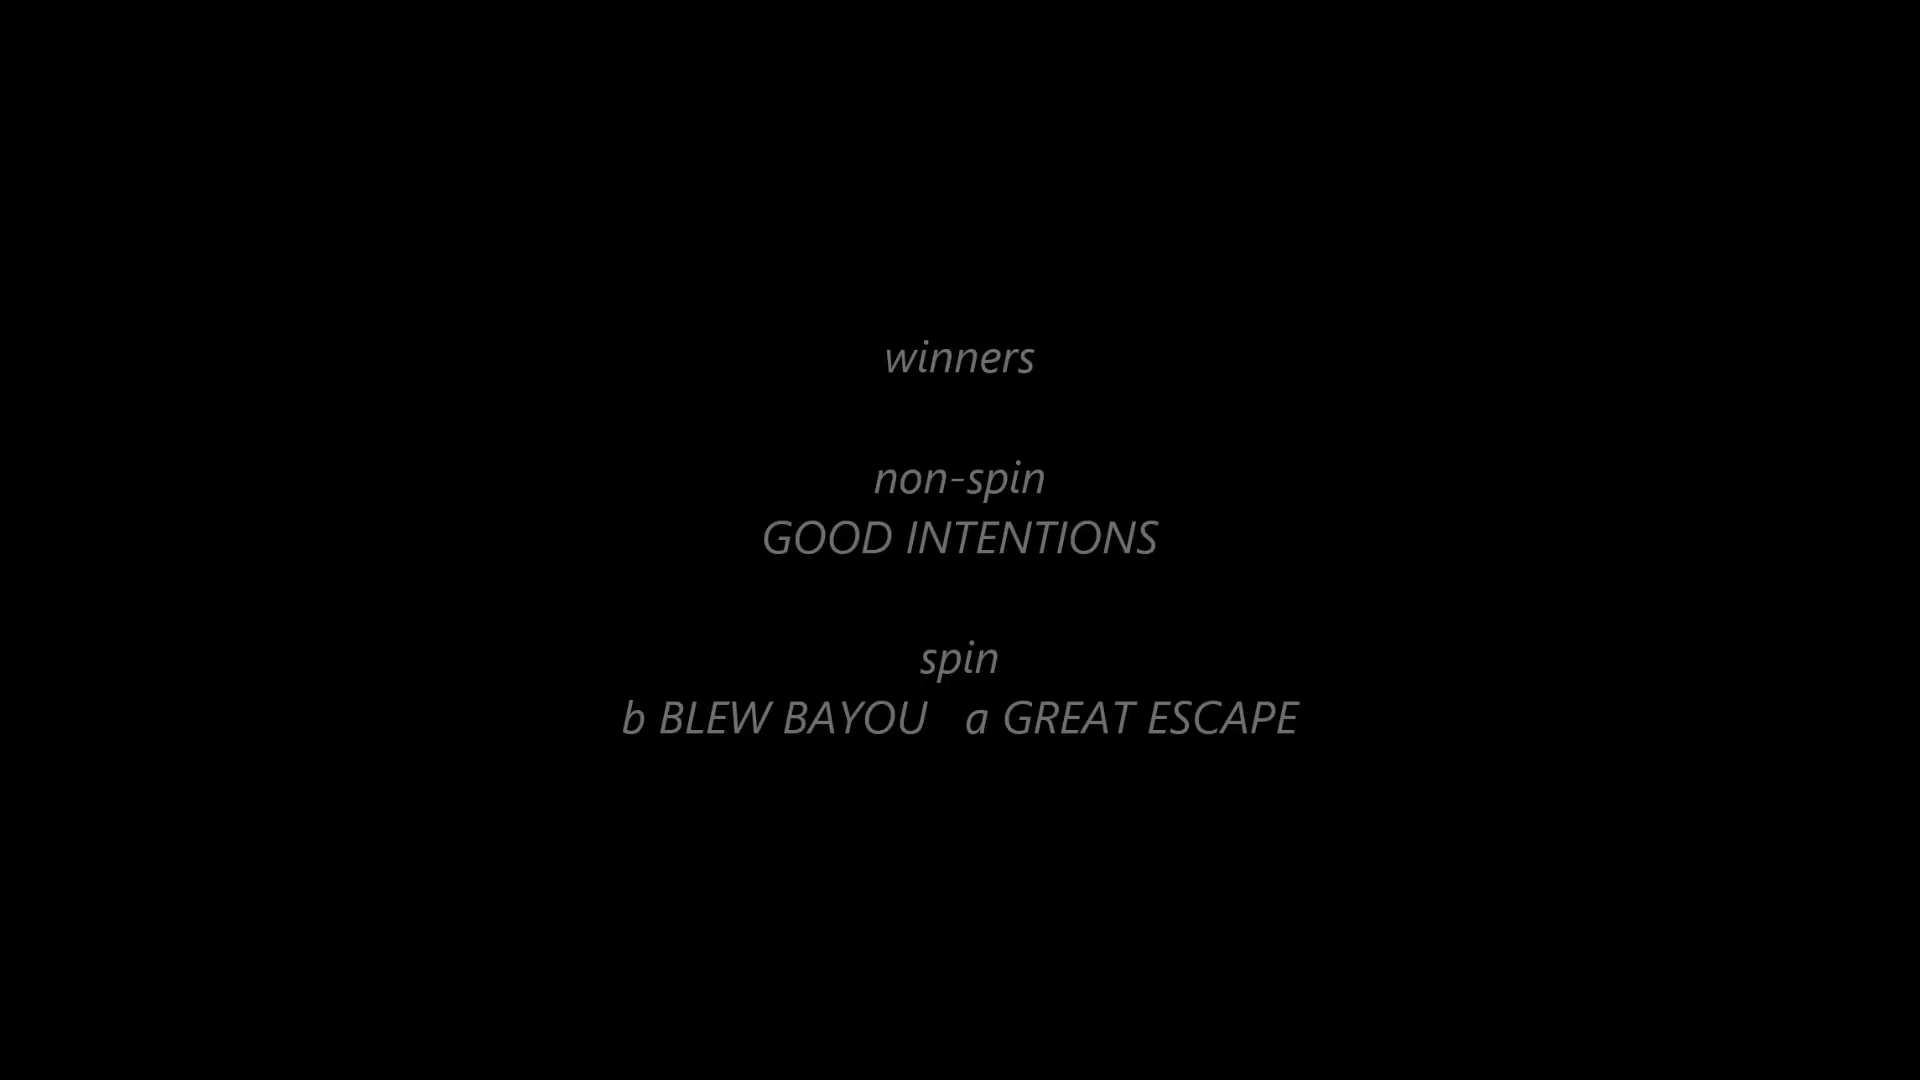 winners
non-spin
GOOD INTENTIONS
spin
b BLEW BAYOU a GREAT ESCAPE